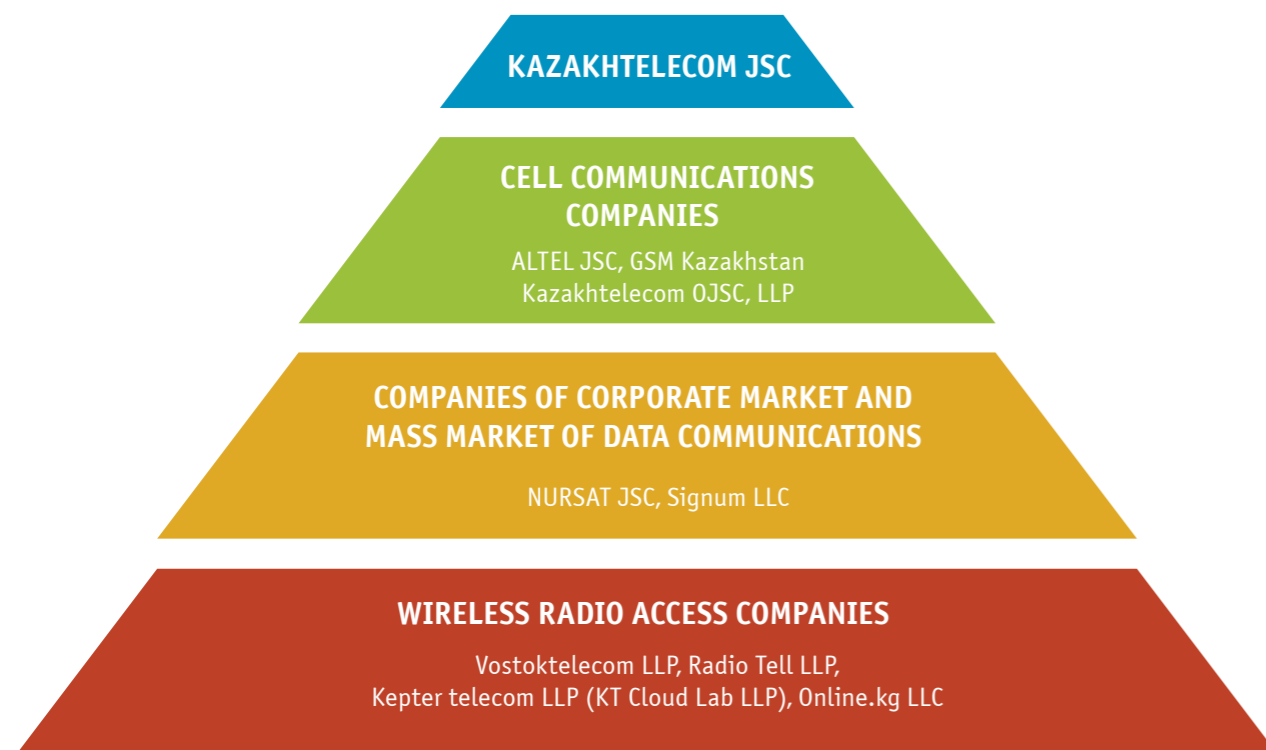 KAZAKHTELECOM JSC
CELL COMMUNICATIONS
COMPANIES
ALTEL JSC, GSM Kazakhstan
Kazakhtelecom OJSC, LLP
COMPANIES OF CORPORATE MARKET AND
MASS MARKET OF DATA COMMUNICATIONS
NURSAT JSC, Signum LLC
WIRELESS RADIO ACCESS COMPANIES
Vostoktelecom LLP, Radio Tell LLP,
Kepter telecom LLP (KT Cloud Lab LLP), Online.kg LLC